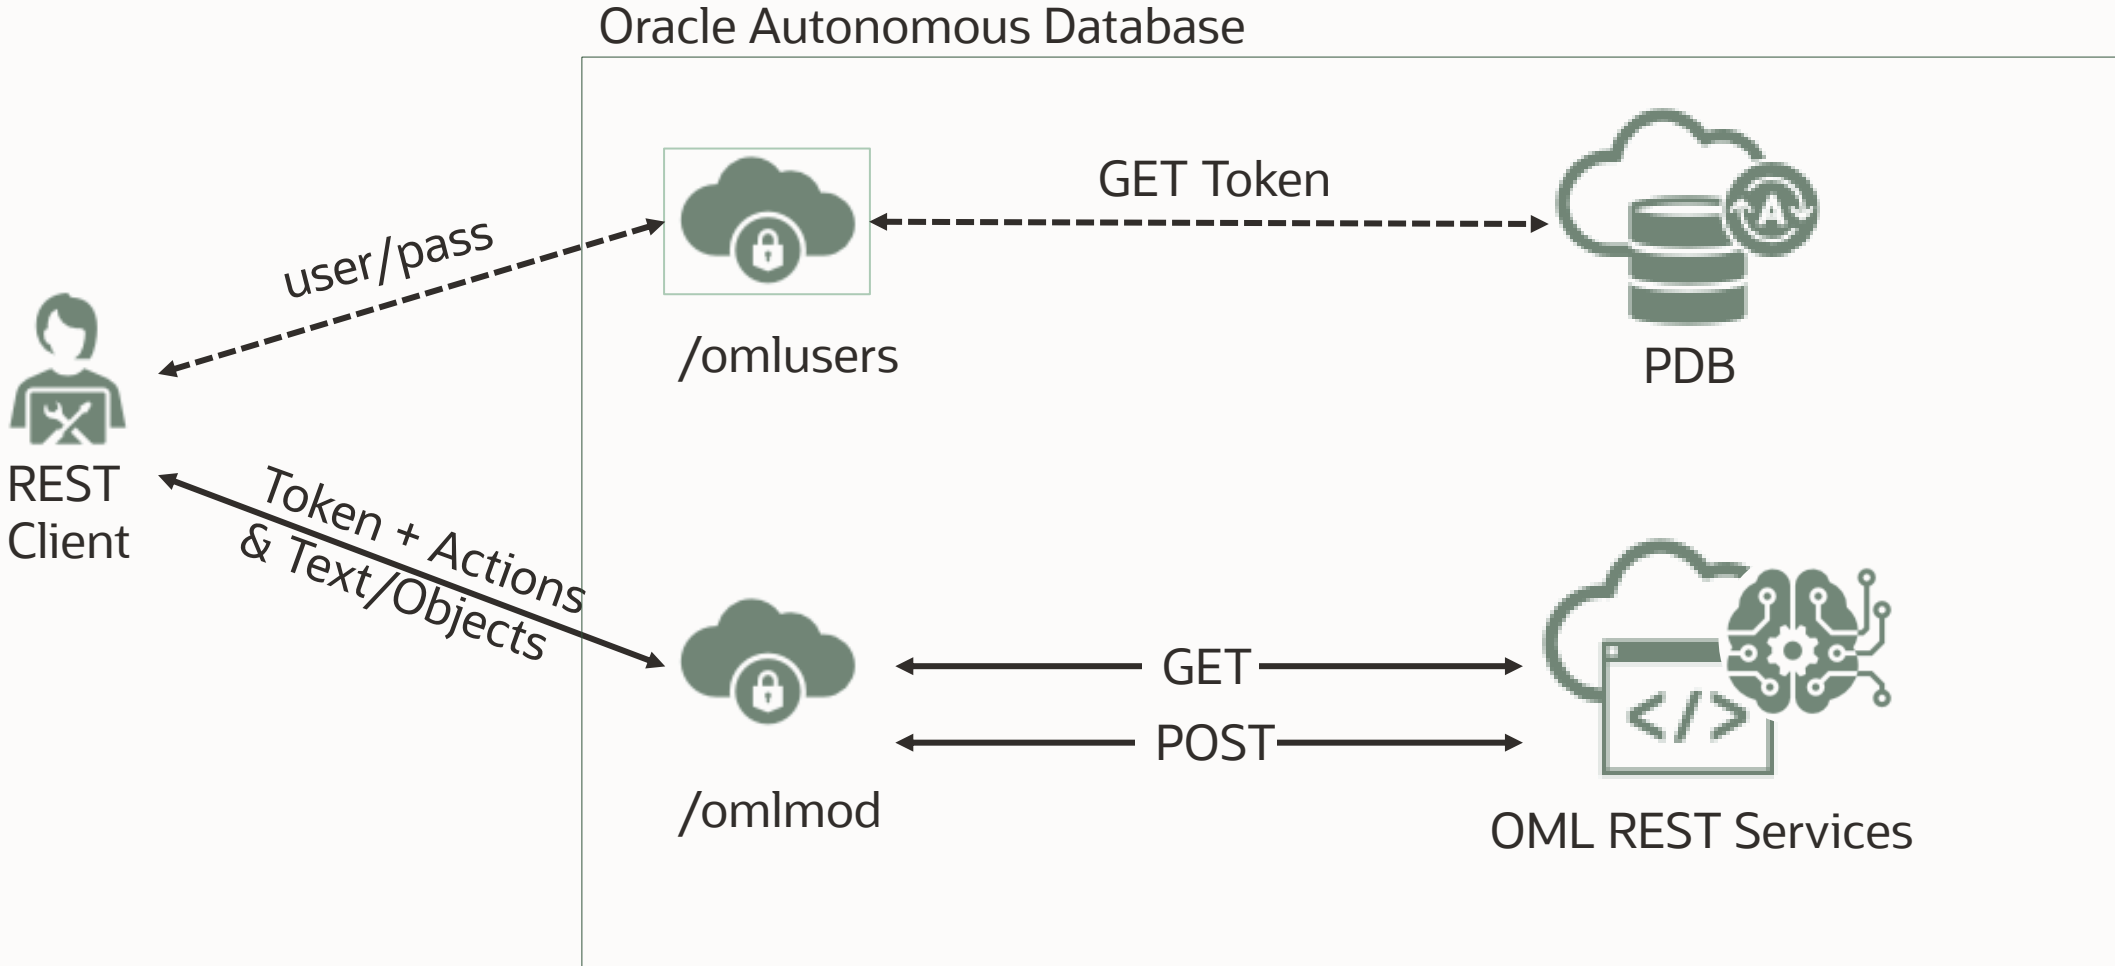 Oracle Autonomous Database
GET Token
user/pass
/omlusers
PDB
REST
Client
Token + Actions
& Text/Objects
GET
POST
/omlmod
OML REST Services
A
</>